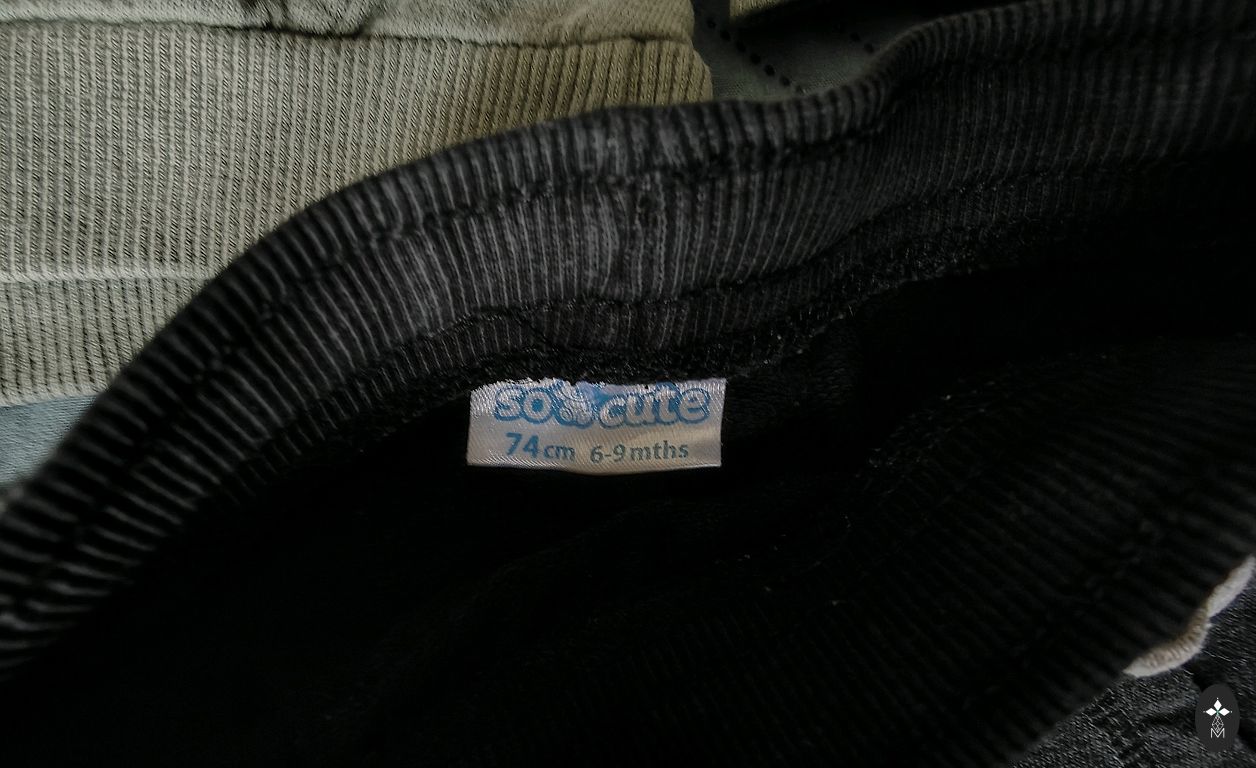 so cute
74cm 6-9mths
M